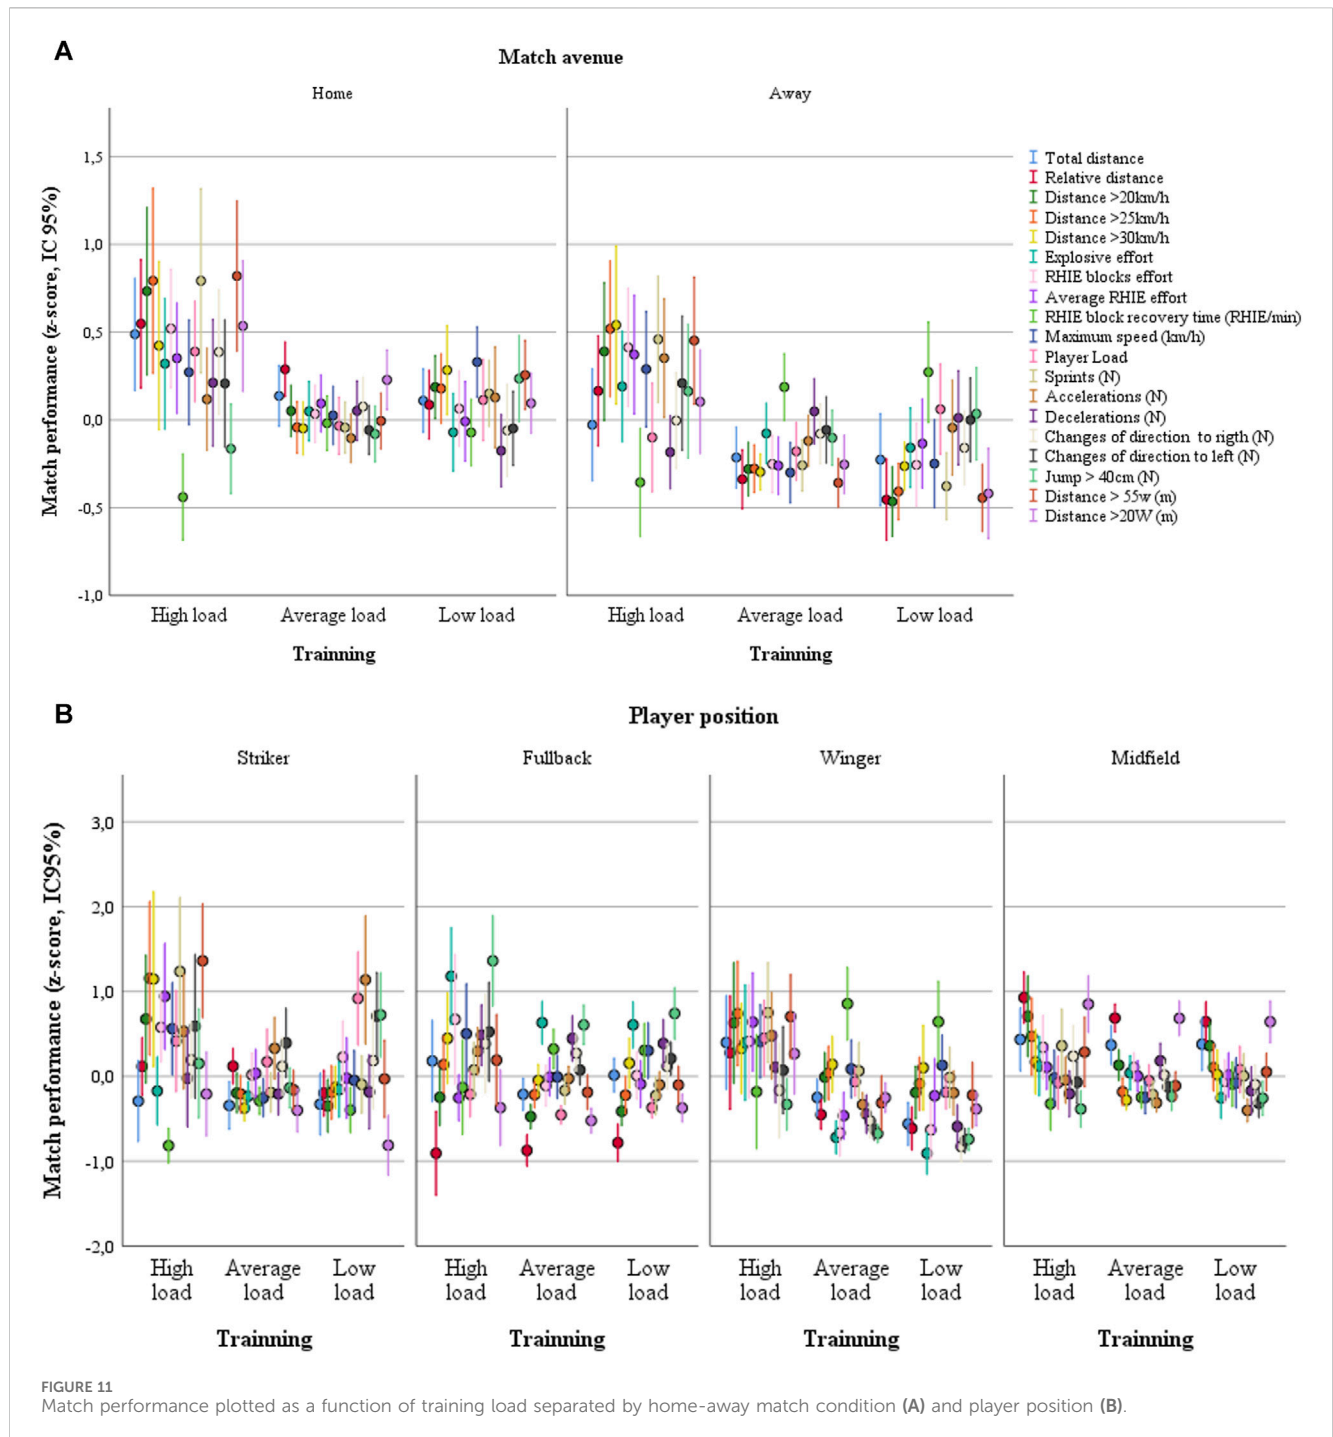 A
Match avenue
Home
Away
Match performance (z-score, IC 95%)
1,5
1,0
0,5
0,0
-0,5
-1,0
High load
Average load
Low load
High load
Average load
Low load
Trainning
Trainning
Total distance
Relative distance
Distance >20km/h
Distance >25km/h
Distance >30km/h
Explosive effort
RHIE blocks effort
Average RHIE effort
RHIE block recovery time (RHIE/min)
Maximum speed (km/h)
Player Load
Sprints (N)
Accelerations (N)
Decelerations (N)
Changes of direction to rigth (N)
Changes of direction to left (N)
Jump > 40cm (N)
Distance > 55w (m)
Distance >20W (m)
B
Player position
Striker
Fullback
Winger
Midfield
Match performance (z-score, IC95%)
3,0
2,0
1,0
0,0
-1,0
-2,0
High load
Average load
Low load
High load
Average load
Low load
High load
Average load
Low load
High load
Average load
Low load
Trainning
Trainning
Trainning
Trainning
FIGURE 11
Match performance plotted as a function of training load separated by home-away match condition (A) and player position (B).